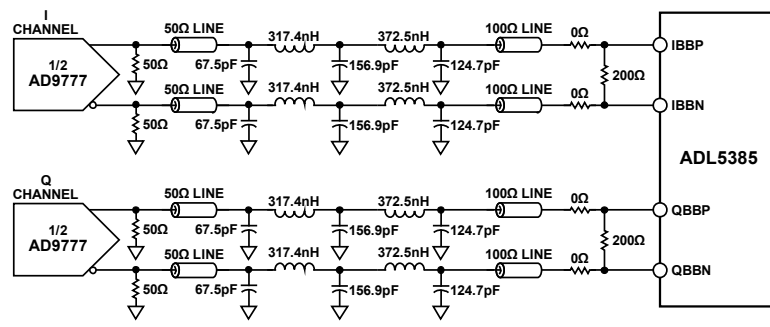 I
CHANNEL
50Ω LINE
317.4nH
372.5nH
100Ω LINE
0Ω
IBBP
1/2
AD9777
50Ω
67.5pF
156.9pF
124.7pF
200Ω
50Ω LINE
317.4nH
372.5nH
100Ω LINE
0Ω
IBBN
50Ω
67.5pF
156.9pF
124.7pF
ADL5385
Q
CHANNEL
50Ω LINE
317.4nH
372.5nH
100Ω LINE
0Ω
QBBP
1/2
AD9777
50Ω
67.5pF
156.9pF
124.7pF
200Ω
50Ω LINE
317.4nH
372.5nH
100Ω LINE
0Ω
QBBN
50Ω
67.5pF
156.9pF
124.7pF